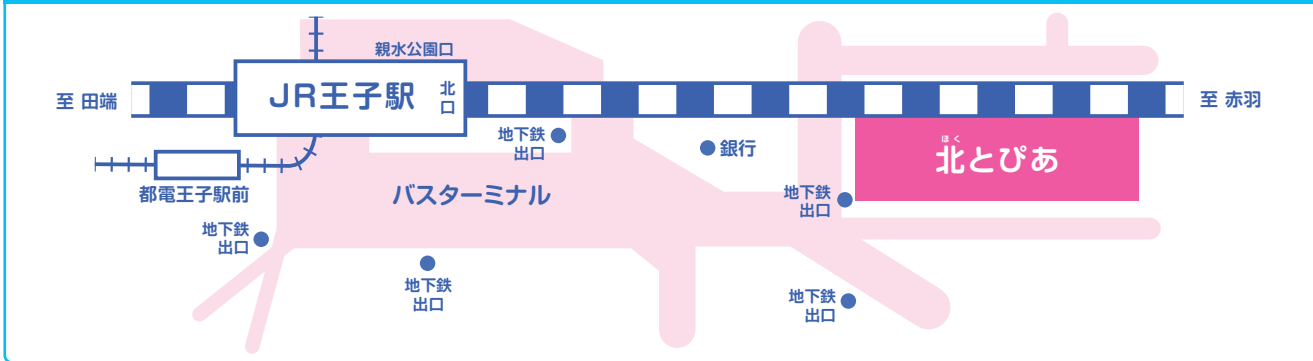 親水公園口
至 田端
JR王子駅
北
口
至 赤羽
地下鉄
出口
銀行
ほく
北とぴあ
都電王子駅前
バスターミナル
地下鉄
出口
地下鉄
出口
地下鉄
出口
地下鉄
出口